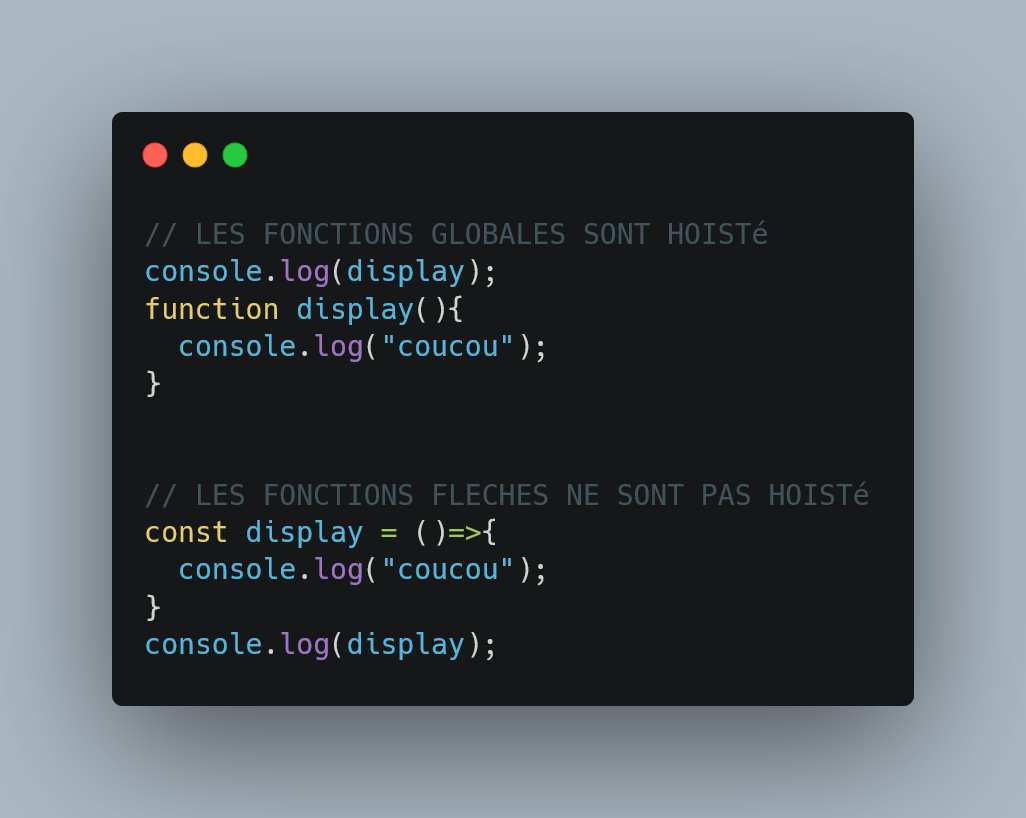 // LES FONCTIONS GLOBALES SONT HOISTé
console.log(display);
function display(){
  console.log("coucou");
}
// LES FONCTIONS FLECHES NE SONT PAS HOISTé
const display = ()=>{
  console.log("coucou");
}
console.log(display);